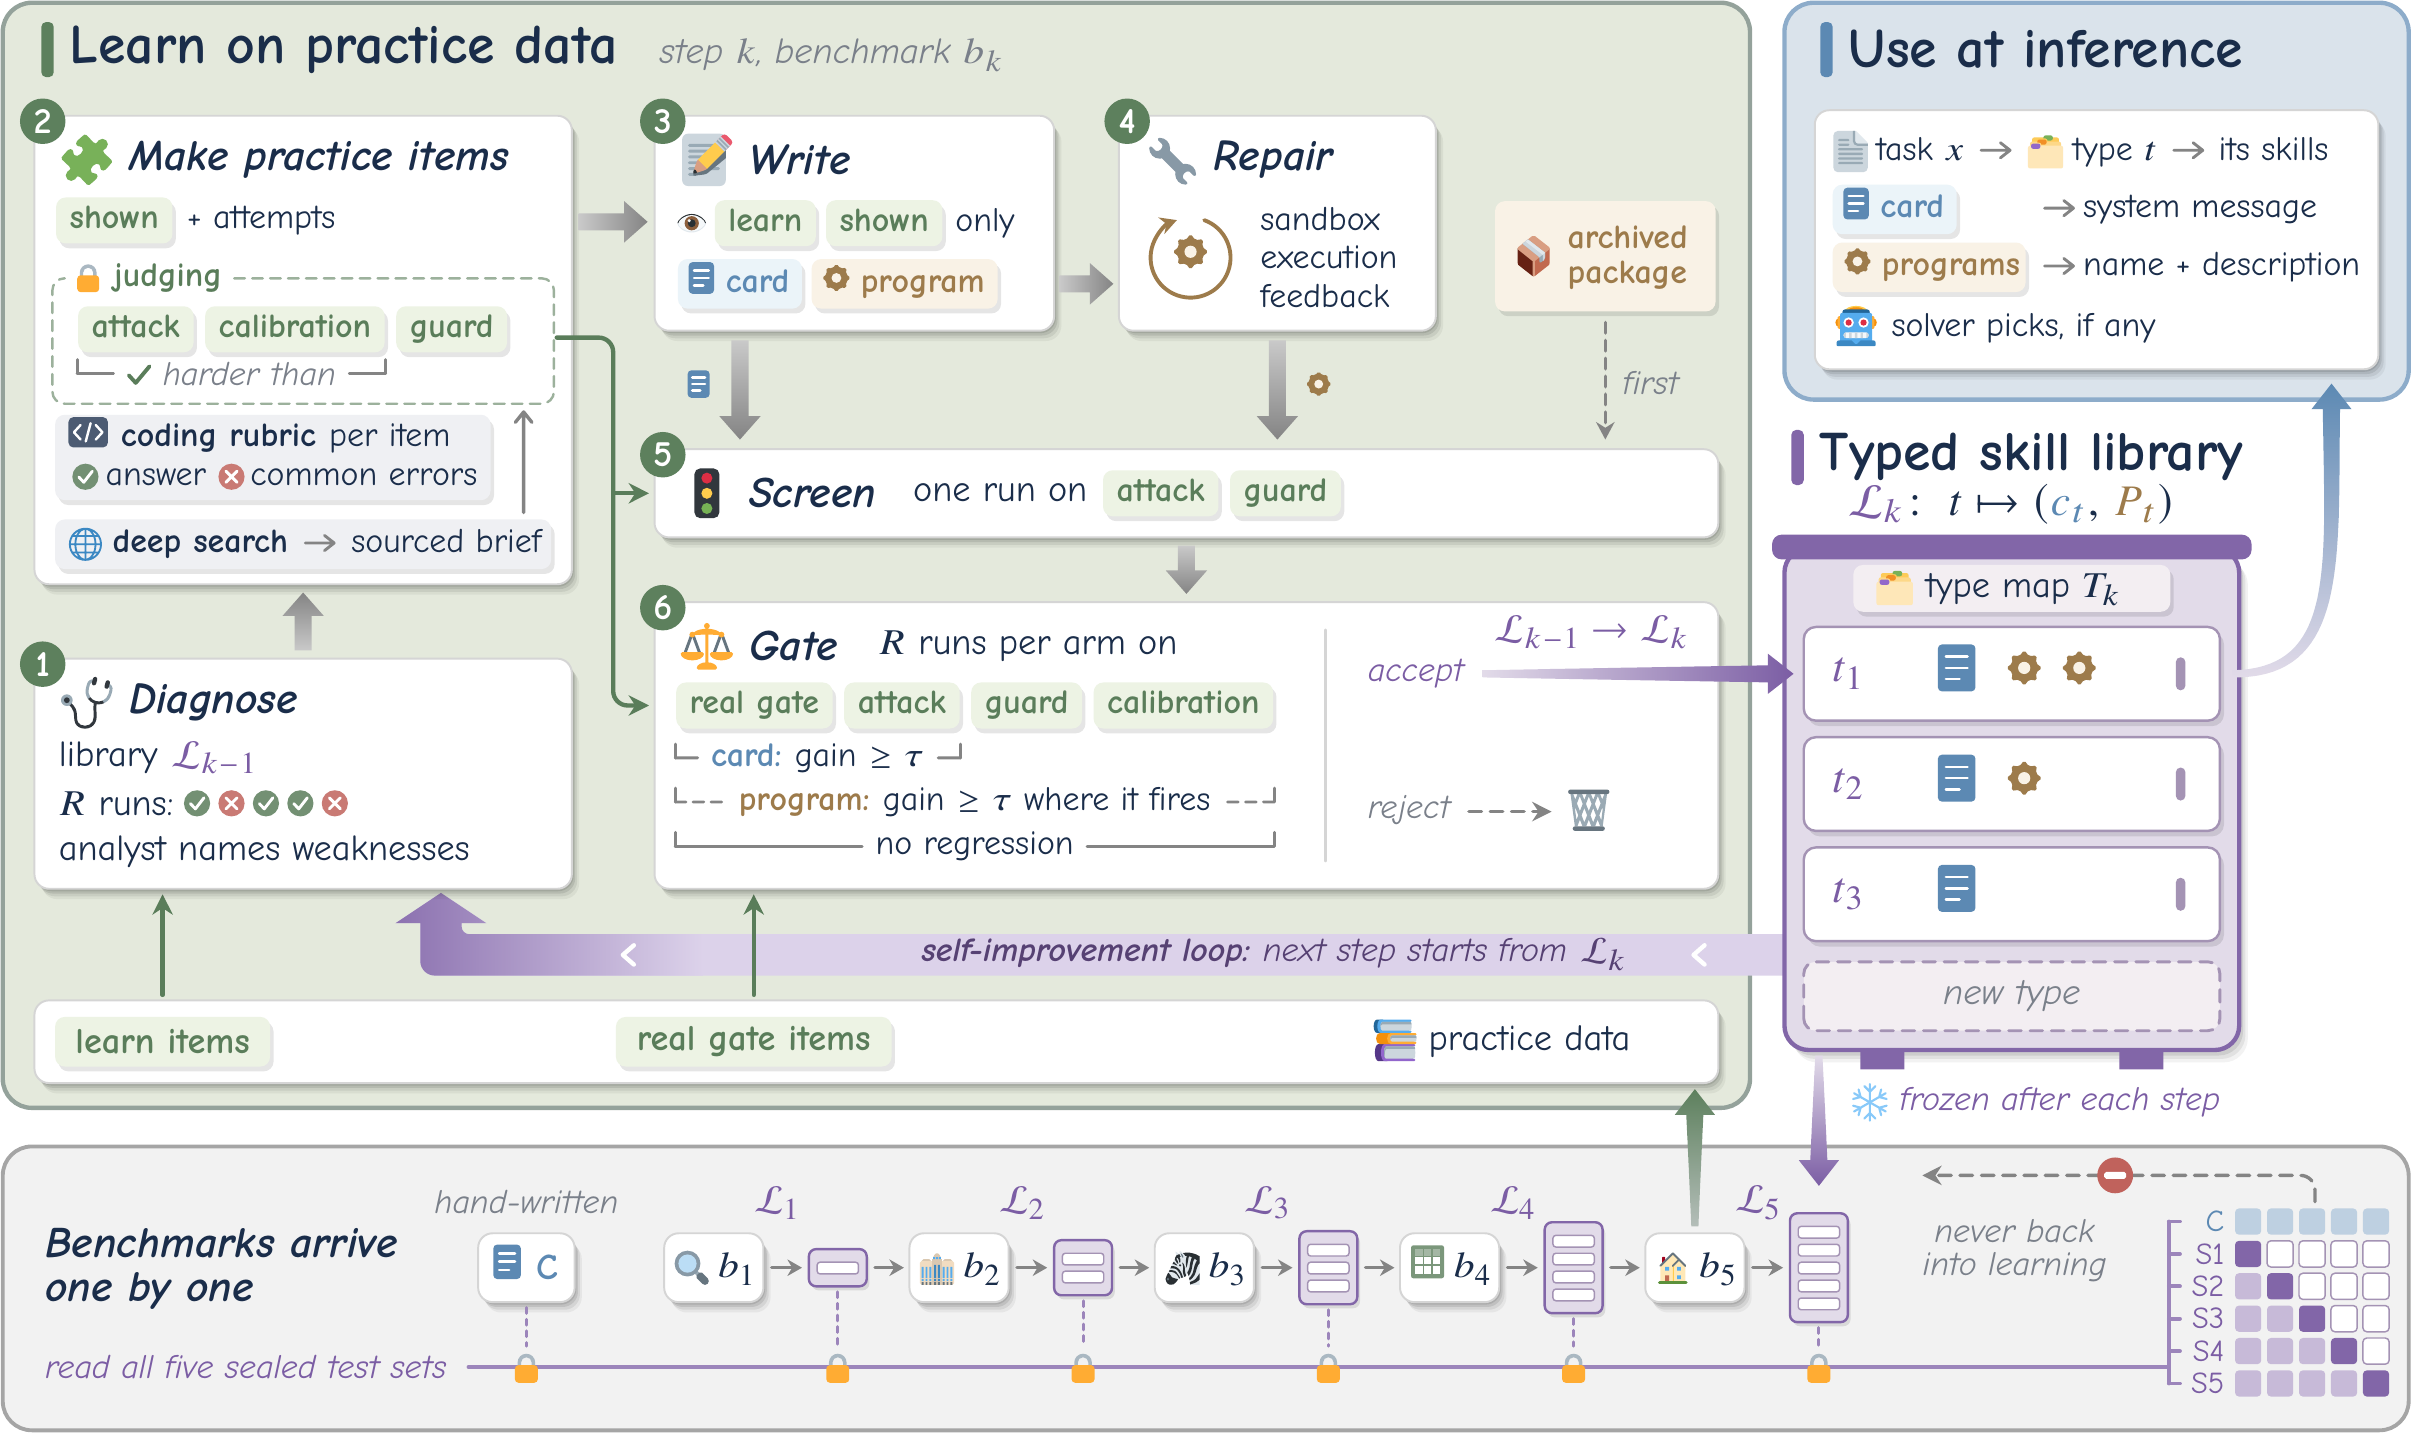 Learn on practice data
step k, benchmark b_k
2
Make practice items
shown + attempts
judging
attack calibration guard
harder than
</> coding rubric per item
answer common errors
deep search → sourced brief
1
Diagnose
library ℒ_{k−1}
R runs:
analyst names weaknesses
3
Write
learn shown only
card program
4
Repair
sandbox
execution
feedback
archived
package
first
5
Screen one run on attack guard
6
Gate R runs per arm on
real gate attack guard calibration
card: gain ≥ τ
program: gain ≥ τ where it fires
no regression
ℒ_{k−1} → ℒ_k
accept
reject
self-improvement loop: next step starts from ℒ_k
learn items
real gate items
practice data
Use at inference
task x → type t → its skills
card → system message
programs → name + description
solver picks, if any
Typed skill library
ℒ_k : t ↦ (c_t, P_t)
type map T_k
t_1
t_2
t_3
new type
frozen after each step
Benchmarks arrive
one by one
hand-written
C
b_1
ℒ_1
b_2
ℒ_2
b_3
ℒ_3
b_4
ℒ_4
b_5
ℒ_5
read all five sealed test sets
never back
into learning
C
S1
S2
S3
S4
S5